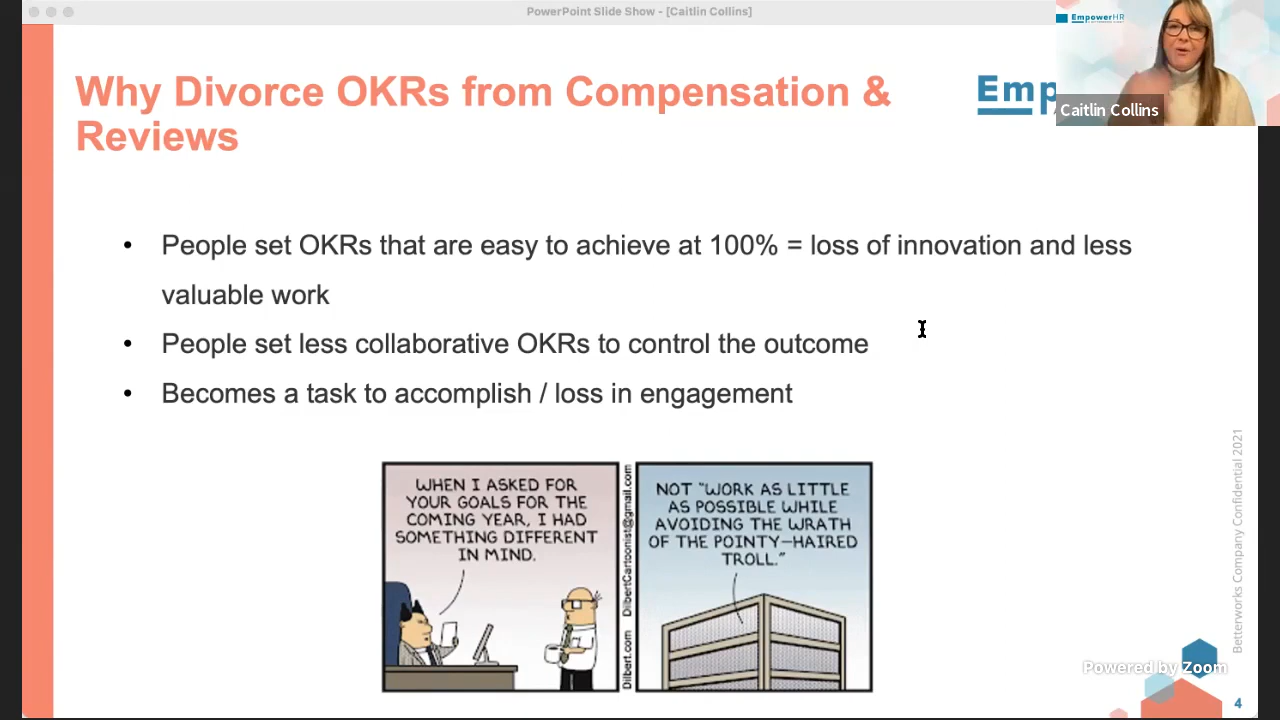 PowerPoint Slide Show - [Caitlin Collins]
EmpowerHR
Caitlin Collins
Why Divorce OKRs from Compensation &
Reviews
Emp
• People set OKRs that are easy to achieve at 100% = loss of innovation and less
valuable work
• People set less collaborative OKRs to control the outcome
• Becomes a task to accomplish / loss in engagement
WHEN I ASKED FOR
YOUR GOALS FOR THE
COMING YEAR, I HAD
SOMETHING DIFFERENT
IN MIND.
Dilbert.com DilbertCartoonist@gmail.com
NOT "WORK AS LITTLE
AS POSSIBLE WHILE
AVOIDING THE WRATH
OF THE POINTY-HAIRED
TROLL."
Betterworks Company Confidential 2021
Powered by Zoom
4